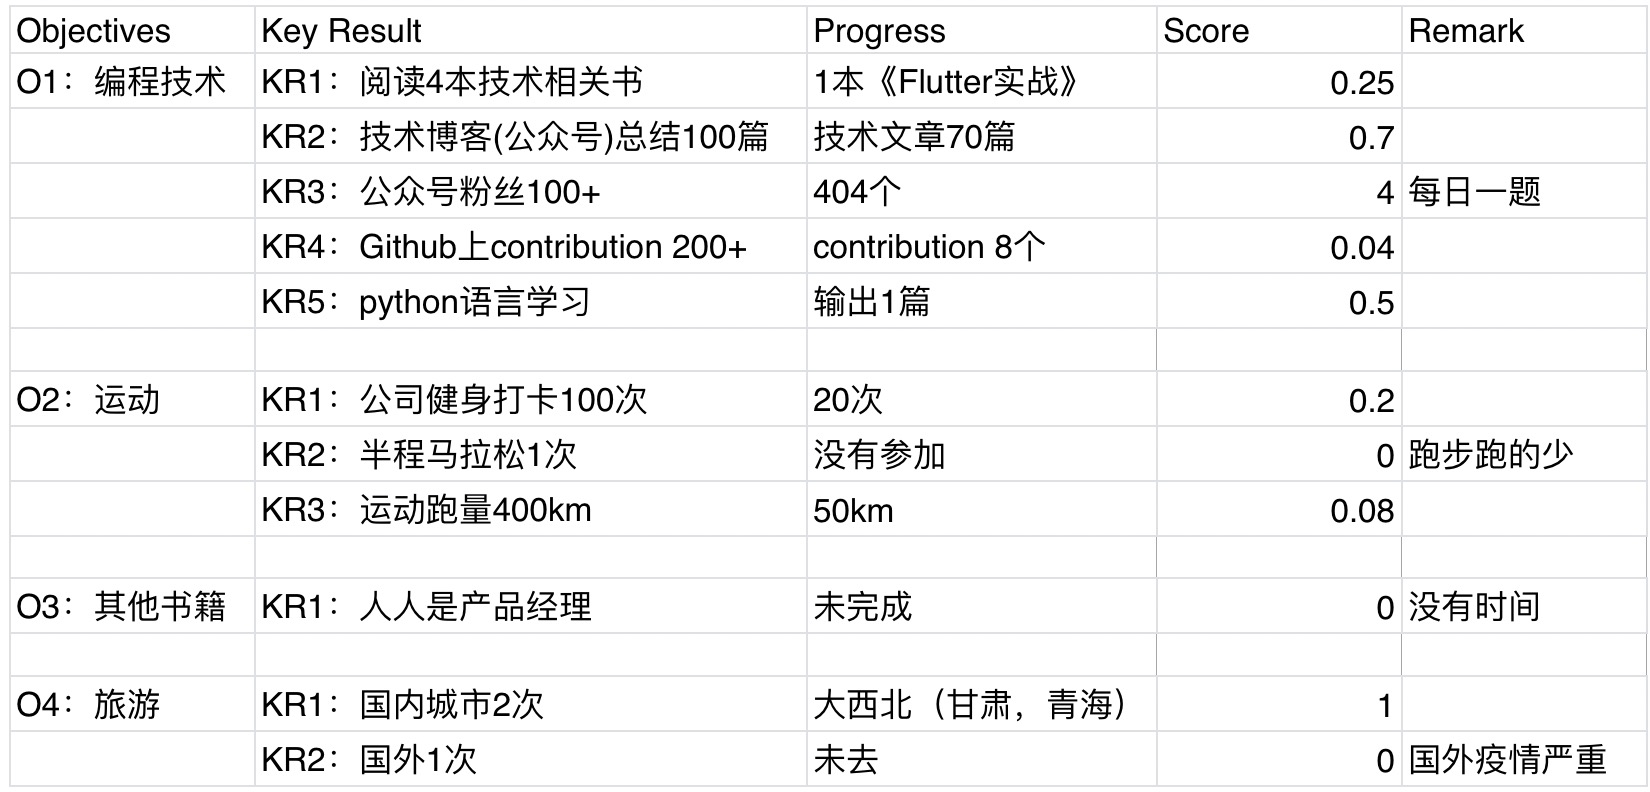 Objectives Key Result Progress Score Remark
O1：编程技术 KR1：阅读4本技术相关书 1本《Flutter实战》 0.25
KR2：技术博客(公众号)总结100篇 技术文章70篇 0.7
KR3：公众号粉丝100+ 404个 4 每日一题
KR4：Github上contribution 200+ contribution 8个 0.04
KR5：python语言学习 输出1篇 0.5
O2：运动 KR1：公司健身打卡100次 20次 0.2
KR2：半程马拉松1次 没有参加 0 跑步跑的少
KR3：运动跑量400km 50km 0.08
O3：其他书籍 KR1：人人是产品经理 未完成 0 没有时间
O4：旅游 KR1：国内城市2次 大西北（甘肃，青海） 1
KR2：国外1次 未去 0 国外疫情严重